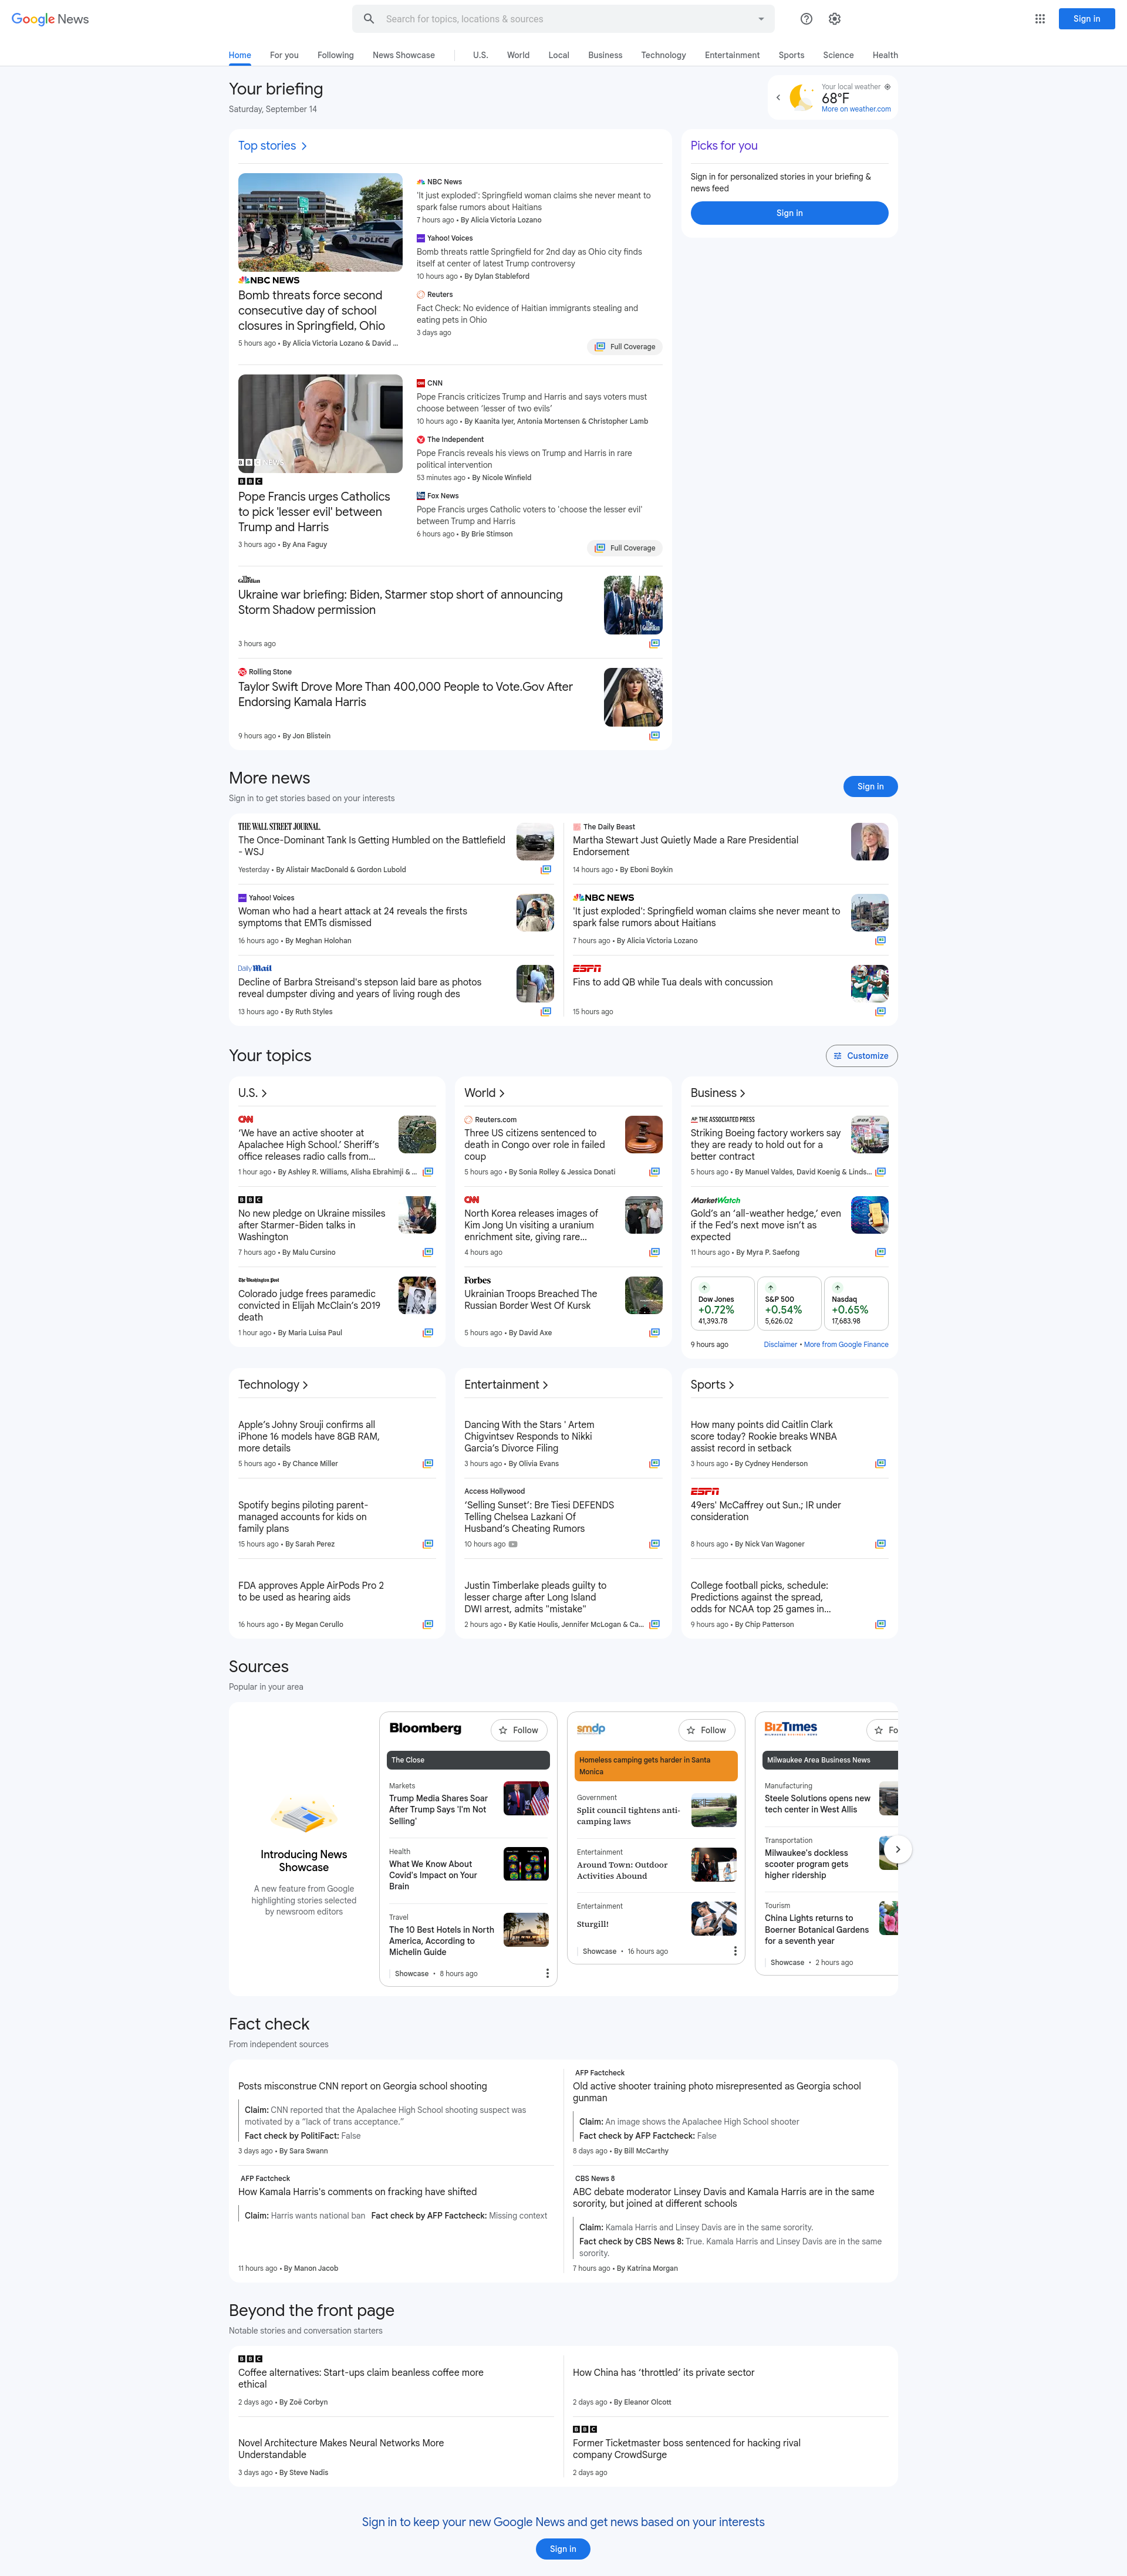 Google News
Search for topics, locations & sources
Sign in
Home
For you
Following
News Showcase
U.S.
World
Local
Business
Technology
Entertainment
Sports
Science
Health
Your briefing
Saturday, September 14
Your local weather
68°F
More on weather.com
Top stories
POLICE
NBC NEWS
Bomb threats force second
consecutive day of school
closures in Springfield, Ohio
5 hours ago • By Alicia Victoria Lozano & David ...
NBC News
'It just exploded': Springfield woman claims she never meant to
spark false rumors about Haitians
7 hours ago • By Alicia Victoria Lozano
Yahoo! Voices
Bomb threats rattle Springfield for 2nd day as Ohio city finds
itself at center of latest Trump controversy
10 hours ago • By Dylan Stableford
Reuters
Fact Check: No evidence of Haitian immigrants stealing and
eating pets in Ohio
3 days ago
Full Coverage
Picks for you
Sign in for personalized stories in your briefing &
news feed
Sign in
BBC NEWS
BBC
Pope Francis urges Catholics
to pick 'lesser evil' between
Trump and Harris
3 hours ago • By Ana Faguy
CNN
Pope Francis criticizes Trump and Harris and says voters must
choose between ‘lesser of two evils’
10 hours ago • By Kaanita Iyer, Antonia Mortensen & Christopher Lamb
The Independent
Pope Francis reveals his views on Trump and Harris in rare
political intervention
53 minutes ago • By Nicole Winfield
Fox News
Pope Francis urges Catholic voters to 'choose the lesser evil'
between Trump and Harris
6 hours ago • By Brie Stimson
Full Coverage
The Guardian
Ukraine war briefing: Biden, Starmer stop short of announcing
Storm Shadow permission
3 hours ago
The Guardian
Rolling Stone
Taylor Swift Drove More Than 400,000 People to Vote.Gov After
Endorsing Kamala Harris
9 hours ago • By Jon Blistein
More news
Sign in to get stories based on your interests
Sign in
THE WALL STREET JOURNAL.
The Once-Dominant Tank Is Getting Humbled on the Battlefield
- WSJ
Yesterday • By Alistair MacDonald & Gordon Lubold
The Daily Beast
Martha Stewart Just Quietly Made a Rare Presidential
Endorsement
14 hours ago • By Eboni Boykin
Yahoo! Voices
Woman who had a heart attack at 24 reveals the firsts
symptoms that EMTs dismissed
16 hours ago • By Meghan Holohan
NBC NEWS
'It just exploded': Springfield woman claims she never meant to
spark false rumors about Haitians
7 hours ago • By Alicia Victoria Lozano
Daily Mail
Decline of Barbra Streisand's stepson laid bare as photos
reveal dumpster diving and years of living rough des
13 hours ago • By Ruth Styles
ESPN
Fins to add QB while Tua deals with concussion
15 hours ago
Your topics
Customize
U.S.
CNN
‘We have an active shooter at
Apalachee High School.’ Sheriff’s
office releases radio calls from...
1 hour ago • By Ashley R. Williams, Alisha Ebrahimji & ...
BBC
No new pledge on Ukraine missiles
after Starmer-Biden talks in
Washington
7 hours ago • By Malu Cursino
The Washington Post
Colorado judge frees paramedic
convicted in Elijah McClain’s 2019
death
1 hour ago • By Maria Luisa Paul
World
Reuters.com
Three US citizens sentenced to
death in Congo over role in failed
coup
5 hours ago • By Sonia Rolley & Jessica Donati
CNN
North Korea releases images of
Kim Jong Un visiting a uranium
enrichment site, giving rare...
4 hours ago
Forbes
Ukrainian Troops Breached The
Russian Border West Of Kursk
5 hours ago • By David Axe
Business
AP THE ASSOCIATED PRESS
Striking Boeing factory workers say
they are ready to hold out for a
better contract
5 hours ago • By Manuel Valdes, David Koenig & Linds...
MarketWatch
Gold’s an ‘all-weather hedge,’ even
if the Fed’s next move isn’t as
expected
11 hours ago • By Myra P. Saefong
Dow Jones
+0.72%
41,393.78
S&P 500
+0.54%
5,626.02
Nasdaq
+0.65%
17,683.98
9 hours ago
Disclaimer • More from Google Finance
Technology
Apple’s Johny Srouji confirms all
iPhone 16 models have 8GB RAM,
more details
5 hours ago • By Chance Miller
Spotify begins piloting parent-
managed accounts for kids on
family plans
15 hours ago • By Sarah Perez
FDA approves Apple AirPods Pro 2
to be used as hearing aids
16 hours ago • By Megan Cerullo
Entertainment
Dancing With the Stars ' Artem
Chigvintsev Responds to Nikki
Garcia’s Divorce Filing
3 hours ago • By Olivia Evans
Access Hollywood
‘Selling Sunset’: Bre Tiesi DEFENDS
Telling Chelsea Lazkani Of
Husband’s Cheating Rumors
10 hours ago
Justin Timberlake pleads guilty to
lesser charge after Long Island
DWI arrest, admits "mistake"
2 hours ago • By Katie Houlis, Jennifer McLogan & Ca...
Sports
How many points did Caitlin Clark
score today? Rookie breaks WNBA
assist record in setback
3 hours ago • By Cydney Henderson
ESPN
49ers' McCaffrey out Sun.; IR under
consideration
8 hours ago • By Nick Van Wagoner
College football picks, schedule:
Predictions against the spread,
odds for NCAA top 25 games in...
9 hours ago • By Chip Patterson
Sources
Popular in your area
Introducing News
Showcase
A new feature from Google
highlighting stories selected
by newsroom editors
Bloomberg
Follow
The Close
Markets
Trump Media Shares Soar
After Trump Says 'I'm Not
Selling'
Health
What We Know About
Covid's Impact on Your
Brain
Travel
The 10 Best Hotels in North
America, According to
Michelin Guide
Showcase • 8 hours ago
smdp
Follow
Homeless camping gets harder in Santa
Monica
Government
Split council tightens anti-
camping laws
Entertainment
Around Town: Outdoor
Activities Abound
Entertainment
Sturgill!
Showcase • 16 hours ago
BizTimes
MILWAUKEE BUSINESS NEWS
Fo
Milwaukee Area Business News
Manufacturing
Steele Solutions opens new
tech center in West Allis
Transportation
Milwaukee's dockless
scooter program gets
higher ridership
Tourism
China Lights returns to
Boerner Botanical Gardens
for a seventh year
Showcase • 2 hours ago
Fact check
From independent sources
Posts misconstrue CNN report on Georgia school shooting
Claim: CNN reported that the Apalachee High School shooting suspect was
motivated by a “lack of trans acceptance.”
Fact check by PolitiFact: False
3 days ago • By Sara Swann
AFP Factcheck
Old active shooter training photo misrepresented as Georgia school
gunman
Claim: An image shows the Apalachee High School shooter
Fact check by AFP Factcheck: False
8 days ago • By Bill McCarthy
AFP Factcheck
How Kamala Harris's comments on fracking have shifted
Claim: Harris wants national ban Fact check by AFP Factcheck: Missing context
11 hours ago • By Manon Jacob
CBS News 8
ABC debate moderator Linsey Davis and Kamala Harris are in the same
sorority, but joined at different schools
Claim: Kamala Harris and Linsey Davis are in the same sorority.
Fact check by CBS News 8: True. Kamala Harris and Linsey Davis are in the same
sorority.
7 hours ago • By Katrina Morgan
Beyond the front page
Notable stories and conversation starters
BBC
Coffee alternatives: Start-ups claim beanless coffee more
ethical
2 days ago • By Zoë Corbyn
How China has ‘throttled’ its private sector
2 days ago • By Eleanor Olcott
Novel Architecture Makes Neural Networks More
Understandable
3 days ago • By Steve Nadis
BBC
Former Ticketmaster boss sentenced for hacking rival
company CrowdSurge
2 days ago
Sign in to keep your new Google News and get news based on your interests
Sign in